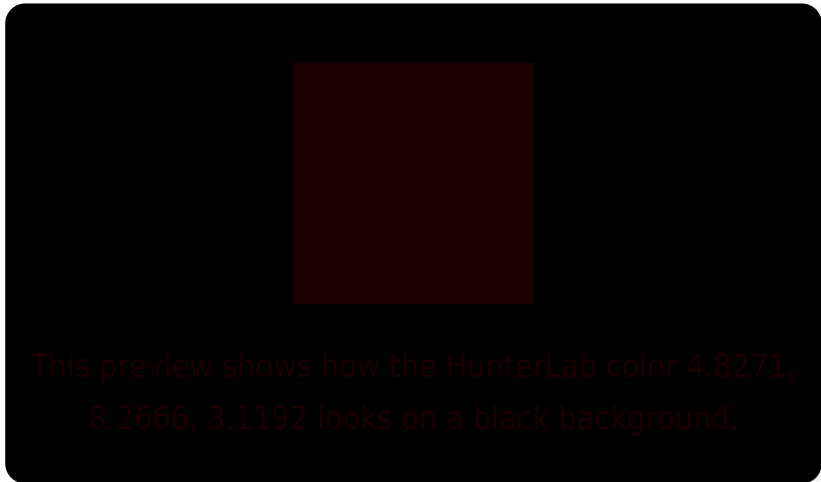 This preview shows how the HunterLab color 4.8271,
8.2666, 3.1192 looks on a black background.